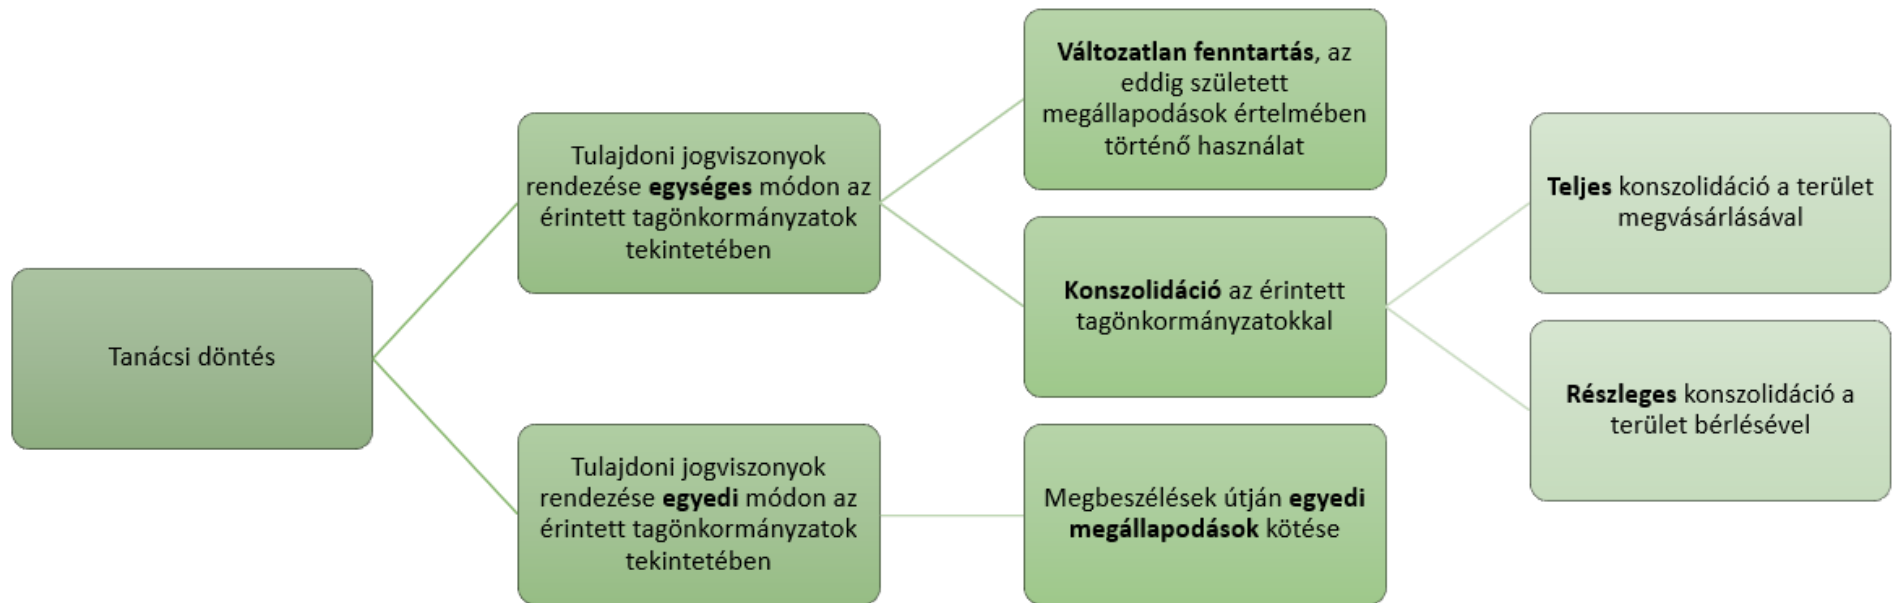 Tanácsi döntés
Tulajdoni jogviszonyok
rendezése egységes módon az
érintett tagönkormányzatok
tekintetében
Tulajdoni jogviszonyok
rendezése egyedi módon az
érintett tagönkormányzatok
tekintetében
Változatlan fenntartás, az
eddig született
megállapodások értelmében
történő használat
Konszolidáció az érintett
tagönkormányzatokkal
Megbeszélések útján egyedi
megállapodások kötése
Teljes konszolidáció a terület
megvásárlásával
Részleges konszolidáció a
terület bérlésével